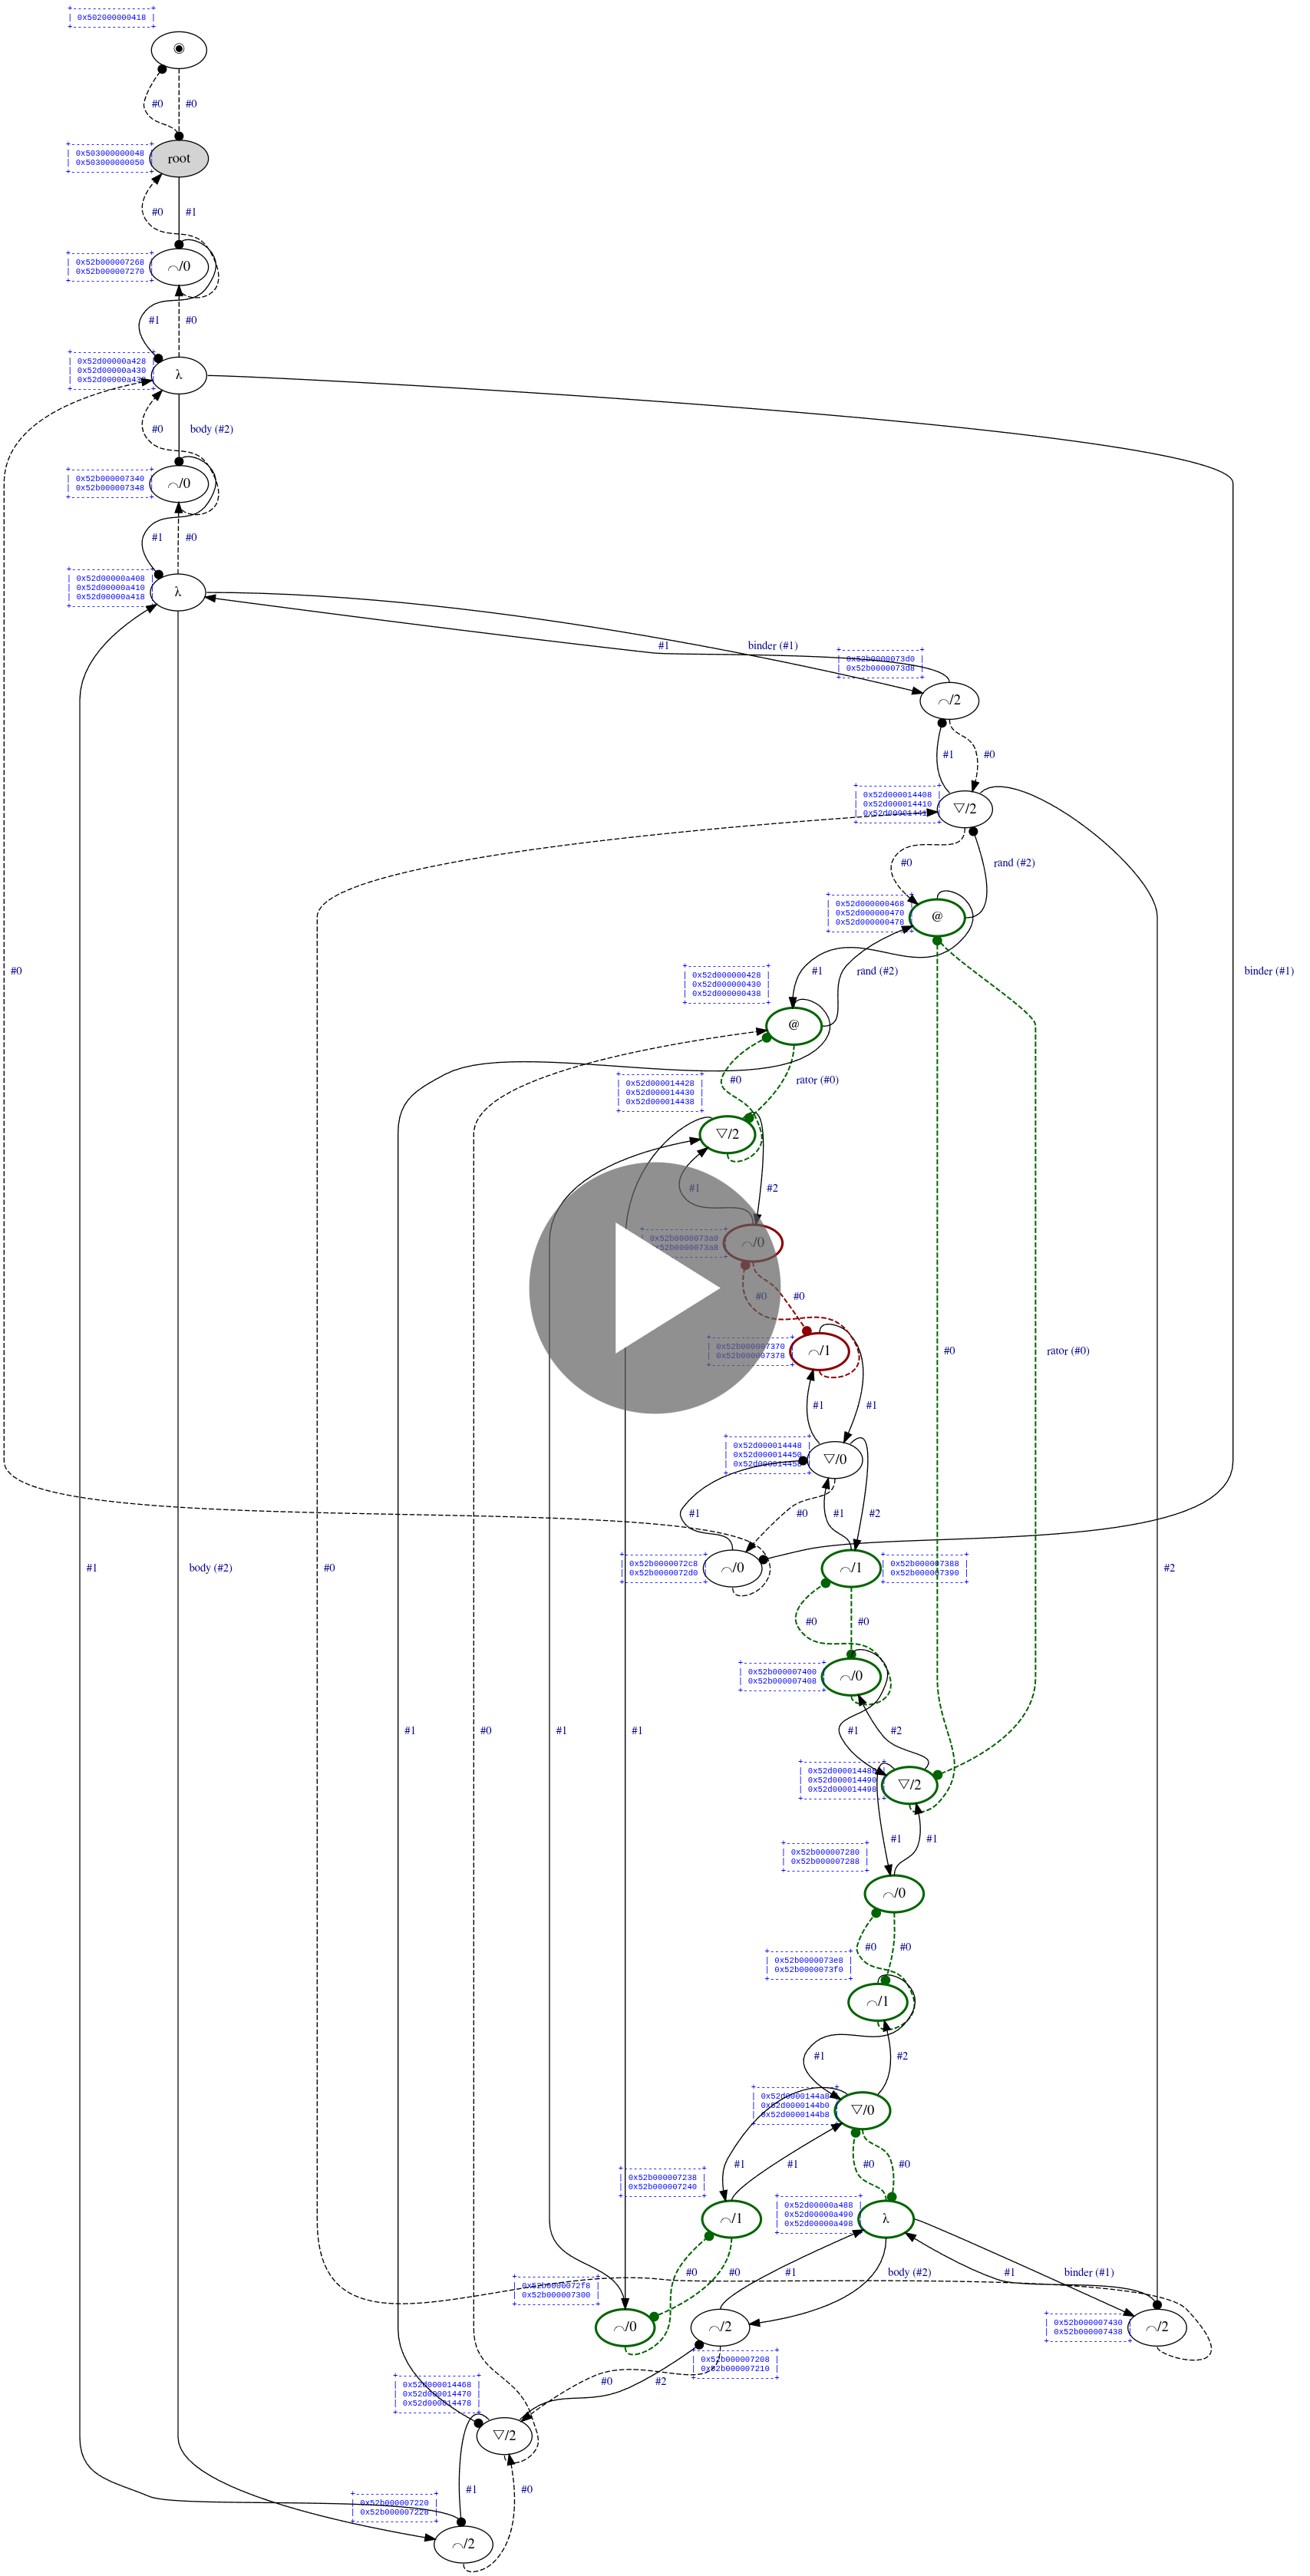 +----------------+
| 0x502000000418 |
+----------------+
◉
#0 #0
+----------------+
| 0x503000000048
| 0x503000000050
+----------------+
root
#0 #1
+----------------+
| 0x52b000007268
| 0x52b000007270
+----------------+
⌒/0
#1 #0
+----------------+
| 0x52d00000a428
| 0x52d00000a430
+----------------+
λ
#0 body (#2)
+----------------+
| 0x52b000007340
| 0x52b000007348
+----------------+
⌒/0
#1 #0
+----------------+
| 0x52d00000a408 |
| 0x52d00000a410
| 0x52d00000a418
+----------------+
λ
#1 binder (#1)
+----------------+
| 0x52b0000073d0 |
| 0x52b0000073d8 |
+----------------+
⌒/2
#1 #0
+----------------+
| 0x52d000014408 |
| 0x52d000014410
+----------------+
▽/2
#0 rand (#2)
+----------------+
| 0x52d000000468
| 0x52d000000470
| 0x52d000000478
+----------------+
@
#0 #1 rand (#2) binder (#1)
+----------------+
| 0x52d000000428 |
| 0x52d000000430 |
| 0x52d000000438 |
+----------------+
@
#0 rator (#0)
+----------------+
| 0x52d000014428 |
| 0x52d000014430 |
| 0x52d000014438 |
+----------------+
▽/2
#1 #2
+----------------+
| 0x52b0000073a0
0x52b0000073a8
+----------------+
⌒/0
#0 #0
+----------------+
| 0x52b000007370
| 0x52b000007378
+----------------+
⌒/1
#0 rator (#0)
#1 #1
+----------------+
| 0x52d000014448 |
| 0x52d000014450
| 0x52d000014458
+----------------+
▽/0
#1 #0 #1 #2
+----------------+
| 0x52b0000072c8
| 0x52b0000072d0
+----------------+
⌒/0
⌒/1
+----------------+
| 0x52b000007388 |
| 0x52b000007390 |
+----------------+
#1 body (#2) #0 #2
#0 #0
+----------------+
| 0x52b000007400
| 0x52b000007408
+----------------+
⌒/0
#1 #0 #1 #1 #1 #2
+----------------+
| 0x52d000014488
| 0x52d000014490
| 0x52d000014498
+----------------+
▽/2
#1 #1
+----------------+
| 0x52b000007280 |
| 0x52b000007288 |
+----------------+
⌒/0
#0 #0
+----------------+
| 0x52b0000073e8 |
| 0x52b0000073f0 |
+----------------+
⌒/1
#1 #2
+----------------+
| 0x52d0000144a8
| 0x52d0000144b0
| 0x52d0000144b8
+----------------+
▽/0
#1 #1 #0 #0
+----------------+
| 0x52b000007238 |
| 0x52b000007240 |
+----------------+
⌒/1
+----------------+
| 0x52d00000a488
| 0x52d00000a490
| 0x52d00000a498
+----------------+
λ
#0 #0 #1 body (#2) #1 binder (#1)
+----------------+
| 0x52b0000072f8 |
| 0x52b000007300 |
+----------------+
⌒/0
⌒/2
+----------------+
| 0x52b000007208 |
| 0x52b000007210 |
+----------------+
+----------------+
| 0x52b000007430
| 0x52b000007438
+----------------+
⌒/2
#0 #2
+----------------+
| 0x52d000014468 |
| 0x52d000014470 |
| 0x52d000014478 |
+----------------+
▽/2
#1 #0
+----------------+
| 0x52b000007220 |
| 0x52b000007228 |
+----------------+
⌒/2